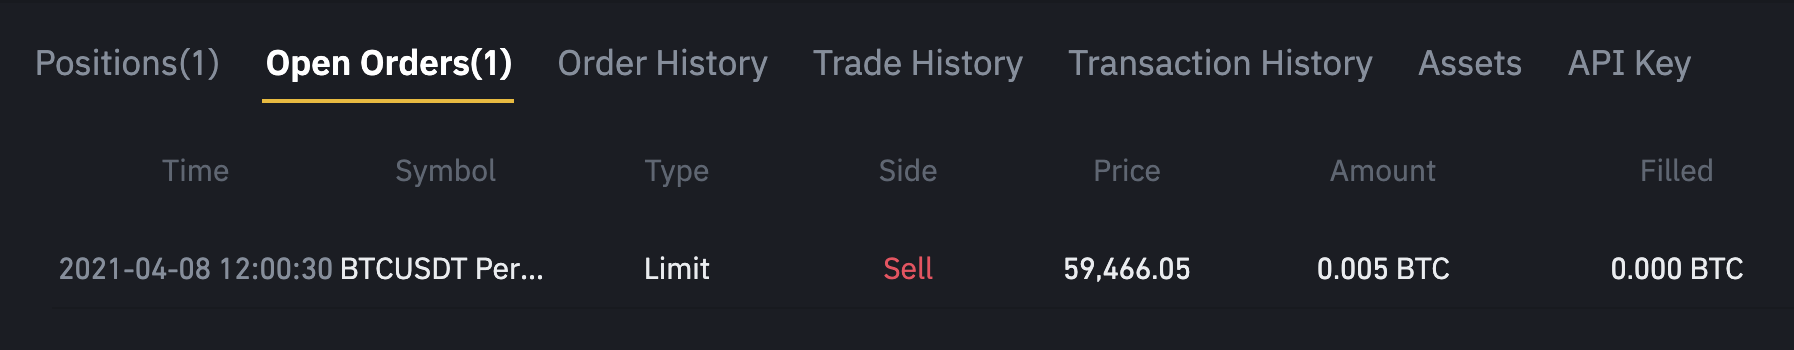 Positions(1) Open Orders(1) Order History Trade History Transaction History Assets API Key
Time Symbol Type Side Price Amount Filled
2021-04-08 12:00:30 BTCUSDT Per... Limit Sell 59,466.05 0.005 BTC 0.000 BTC